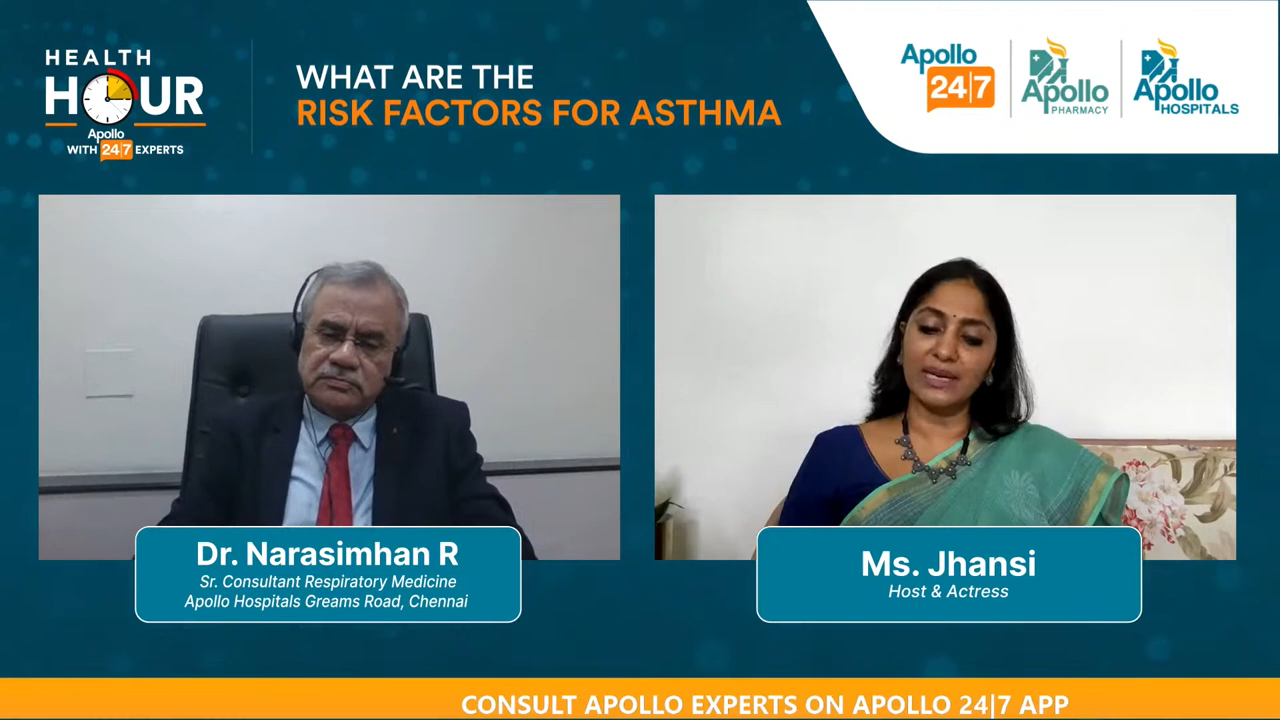 HEALTH
HOUR
Apollo
WITH 24|7 EXPERTS
WHAT ARE THE
RISK FACTORS FOR ASTHMA
Apollo
24|7
Apollo
PHARMACY
Apollo
HOSPITALS
Dr. Narasimhan R
Sr. Consultant Respiratory Medicine
Apollo Hospitals Greams Road, Chennai
Ms. Jhansi
Host & Actress
CONSULT APOLLO EXPERTS ON APOLLO 24|7 APP